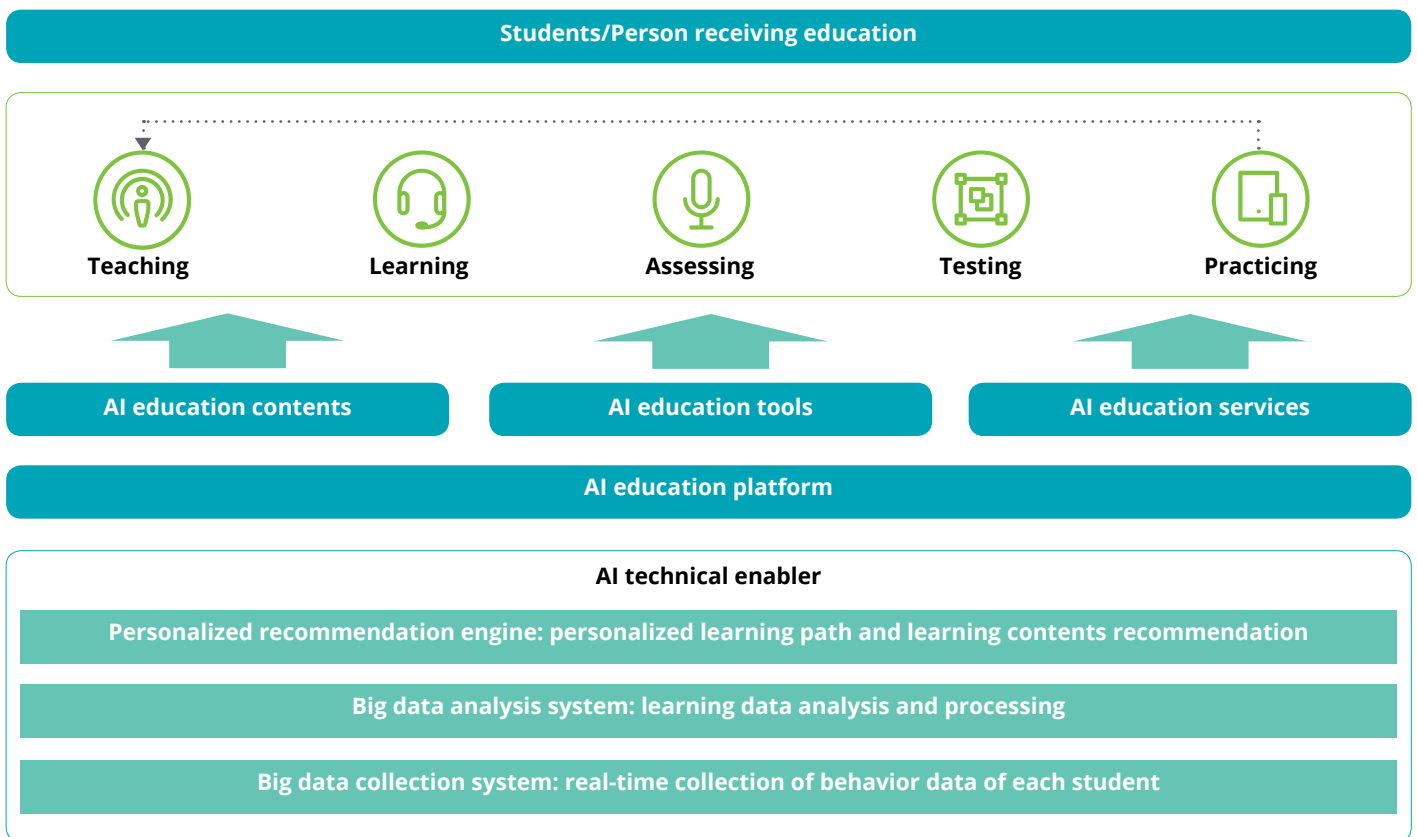 Students/Person receiving education
Teaching
Learning
Assessing
Testing
Practicing
AI education contents
AI education tools
AI education services
AI education platform
AI technical enabler
Personalized recommendation engine: personalized learning path and learning contents recommendation
Big data analysis system: learning data analysis and processing
Big data collection system: real-time collection of behavior data of each student